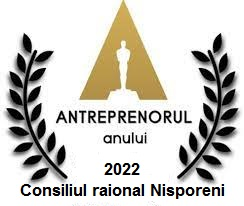 ANTREPRENORUL
anului
2022
Consiliul raional Nisporeni